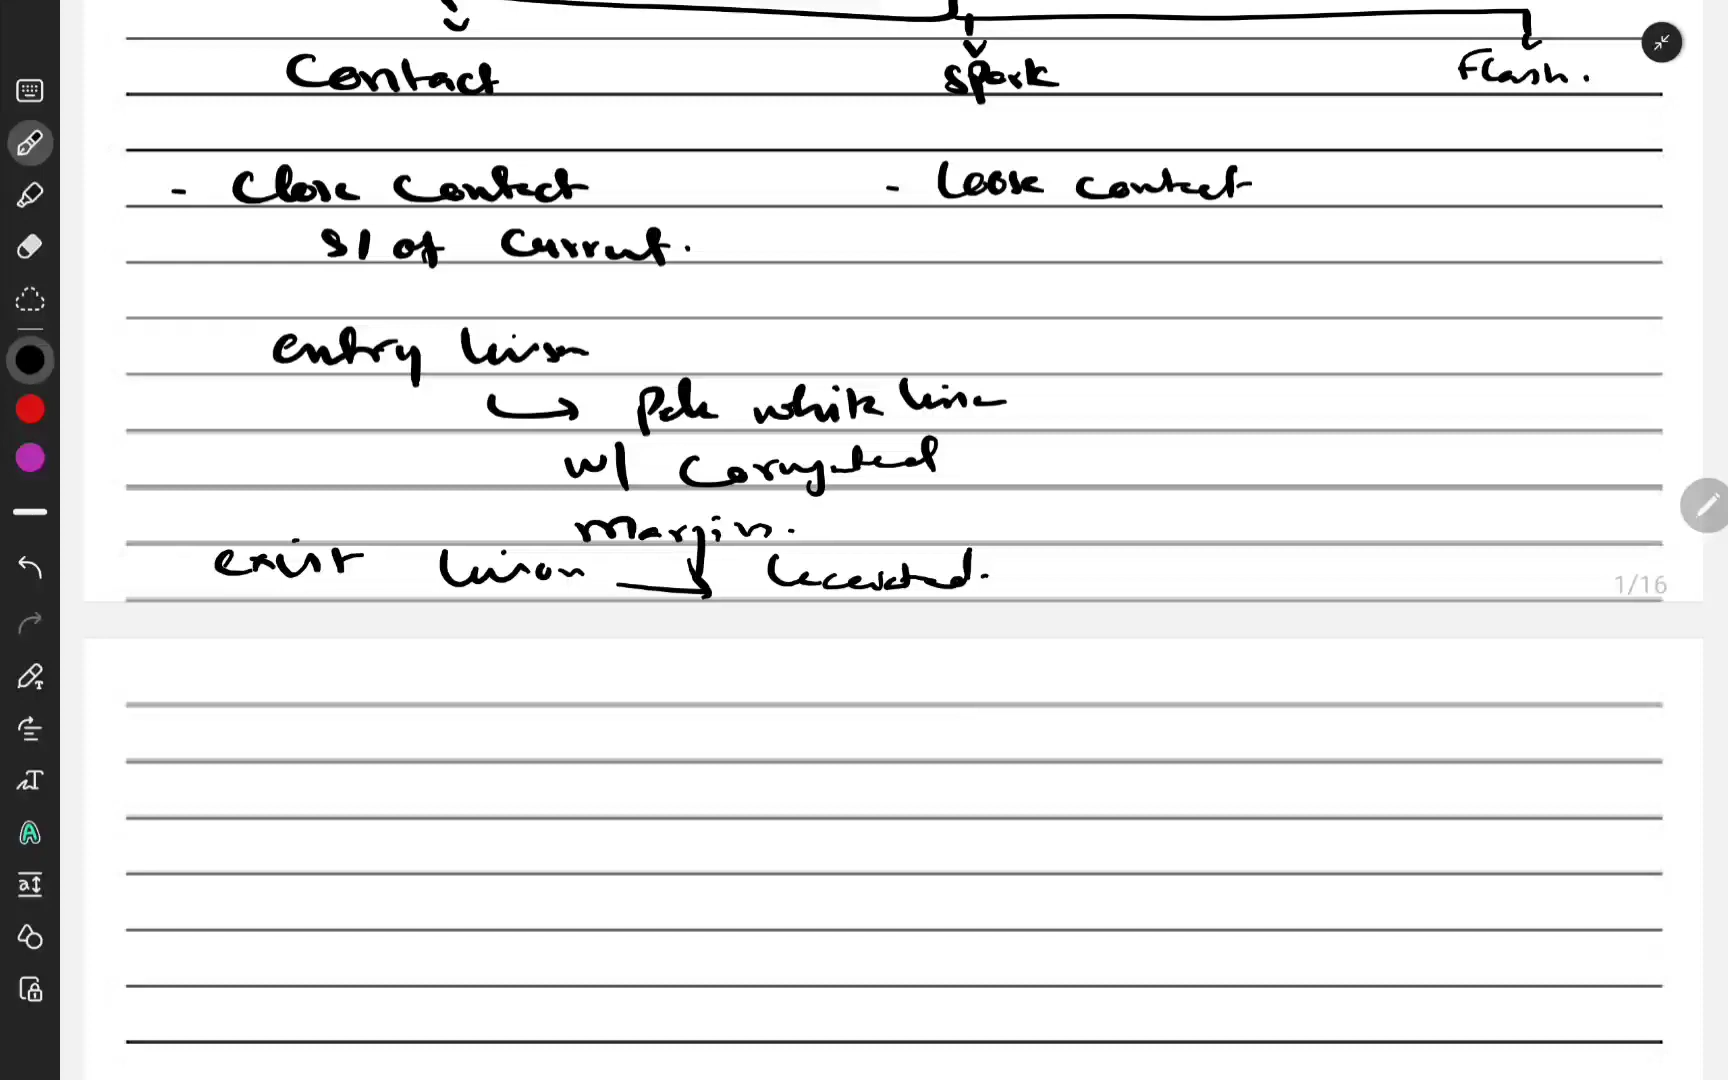 Contact
spark
Flash.
- Close Contact
- Loose contact
s/ of Current.
entry lesion
↳ Pale white line
w/ Corrugated
margin.
exist lesion → lacerated.
1/16